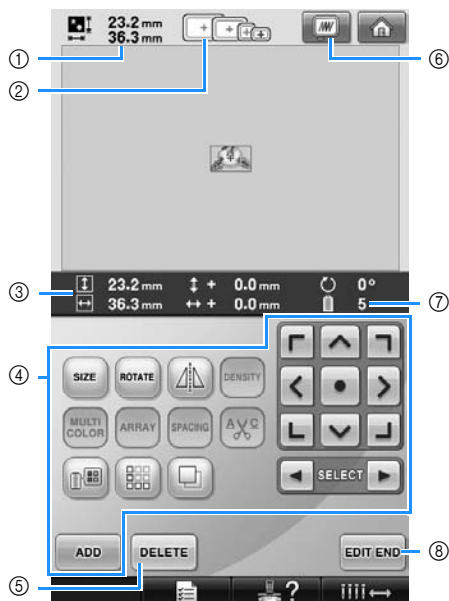 23.2 mm
36.3 mm
①
②
⑥
③
23.2 mm + 0.0 mm 0°
36.3 mm + 0.0 mm 5
⑦
④
SIZE ROTATE DENSITY
MULTI COLOR ARRAY SPACING A V C
SELECT
ADD DELETE EDIT END
⑤
⑧
?